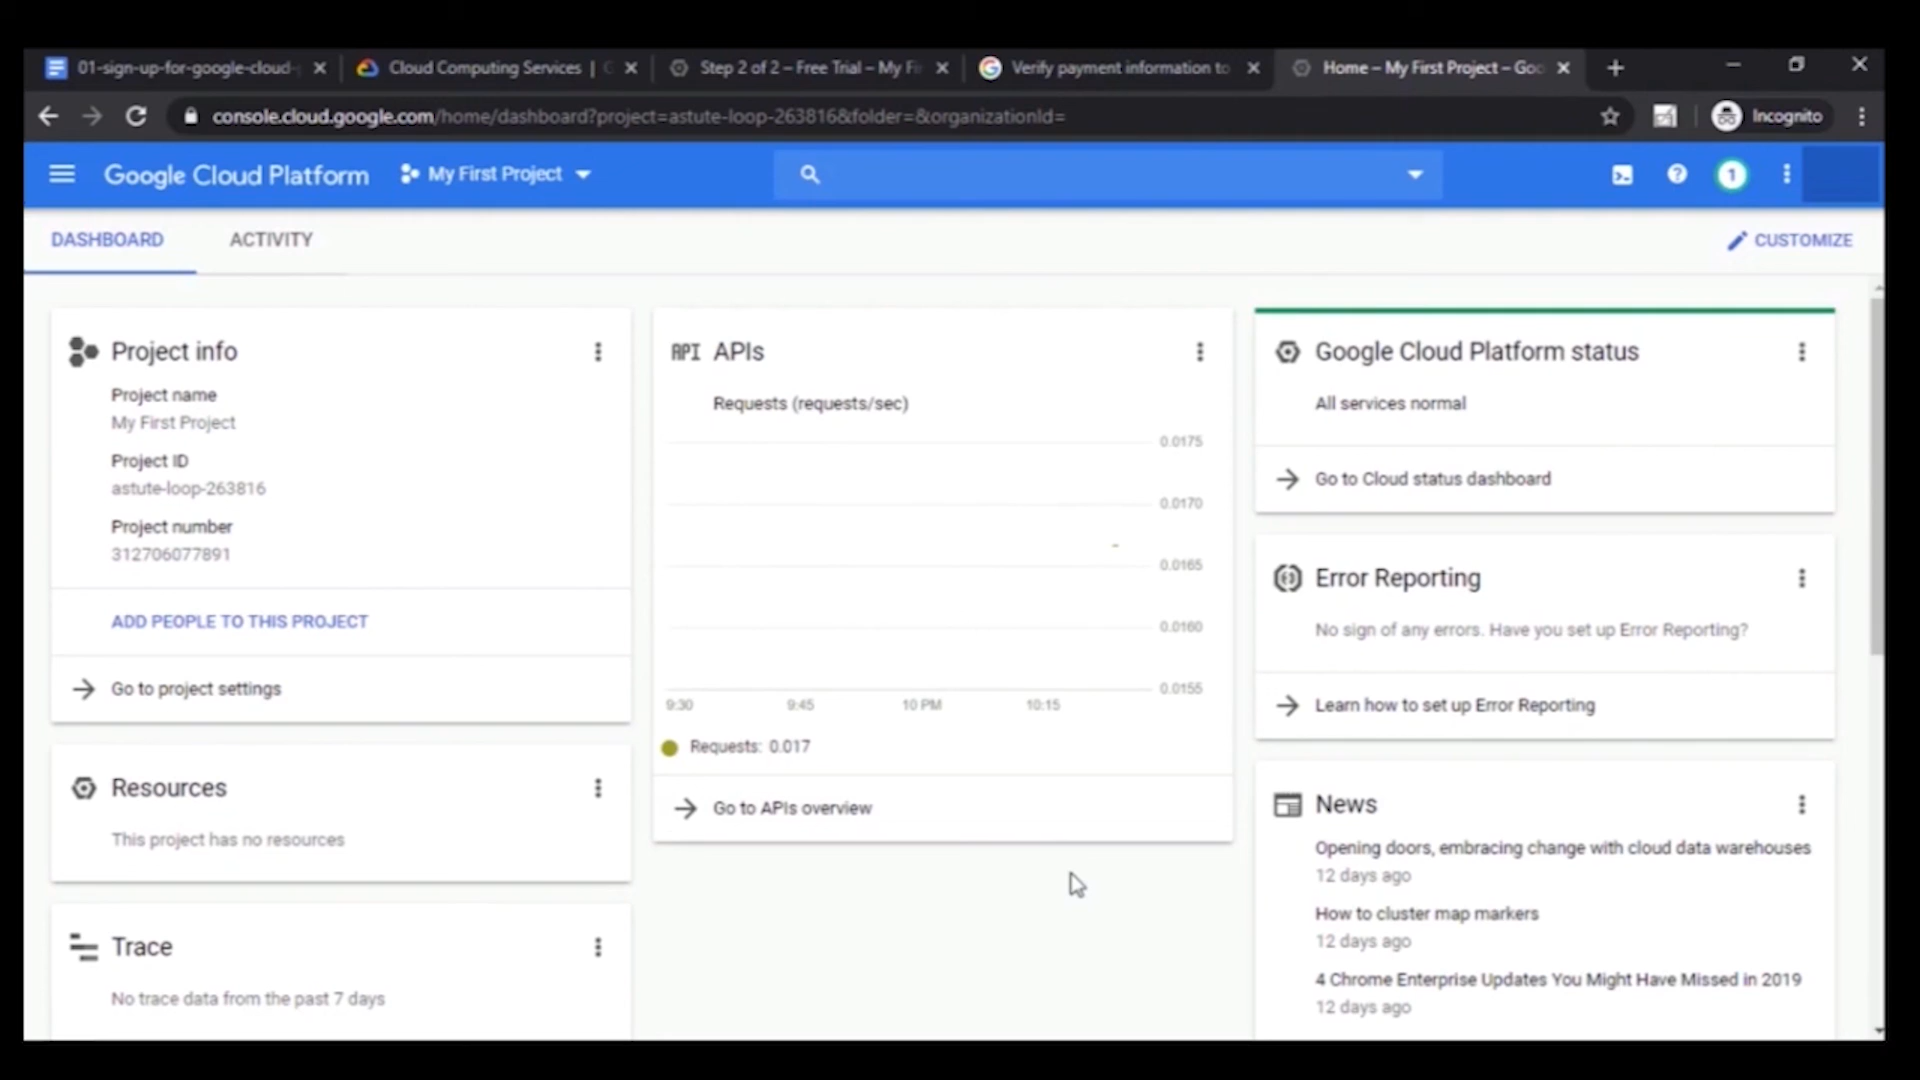 01-sign-up-for-google-cloud-
Cloud Computing Services | G
Step 2 of 2 – Free Trial – My Fi
Verify payment information to
Home – My First Project – Goo
console.cloud.google.com/home/dashboard?project=astute-loop-263816&folder=&organizationId=
Incognito
Google Cloud Platform
My First Project
1
DASHBOARD
ACTIVITY
CUSTOMIZE
Project info
Project name
My First Project
Project ID
astute-loop-263816
Project number
312706077891
ADD PEOPLE TO THIS PROJECT
Go to project settings
Resources
This project has no resources
Trace
No trace data from the past 7 days
API APIs
Requests (requests/sec)
0.0175
0.0170
0.0165
0.0160
0.0155
9:30 9:45 10 PM 10:15
Requests: 0.017
Go to APIs overview
Google Cloud Platform status
All services normal
Go to Cloud status dashboard
Error Reporting
No sign of any errors. Have you set up Error Reporting?
Learn how to set up Error Reporting
News
Opening doors, embracing change with cloud data warehouses
12 days ago
How to cluster map markers
12 days ago
4 Chrome Enterprise Updates You Might Have Missed in 2019
12 days ago